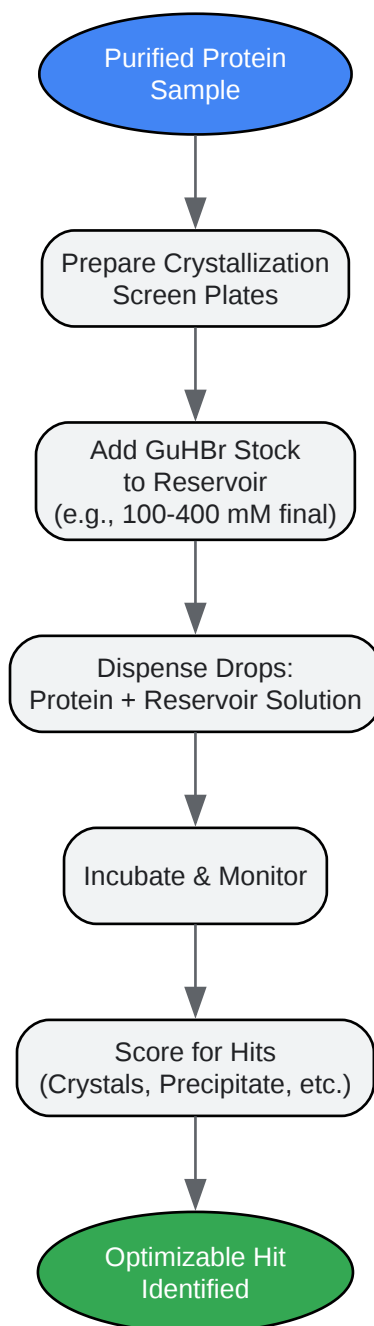 Purified Protein
Sample
Prepare Crystallization
Screen Plates
Add GuHBr Stock
to Reservoir
(e.g., 100-400 mM final)
Dispense Drops:
Protein + Reservoir Solution
Incubate & Monitor
Score for Hits
(Crystals, Precipitate, etc.)
Optimizable Hit
Identified